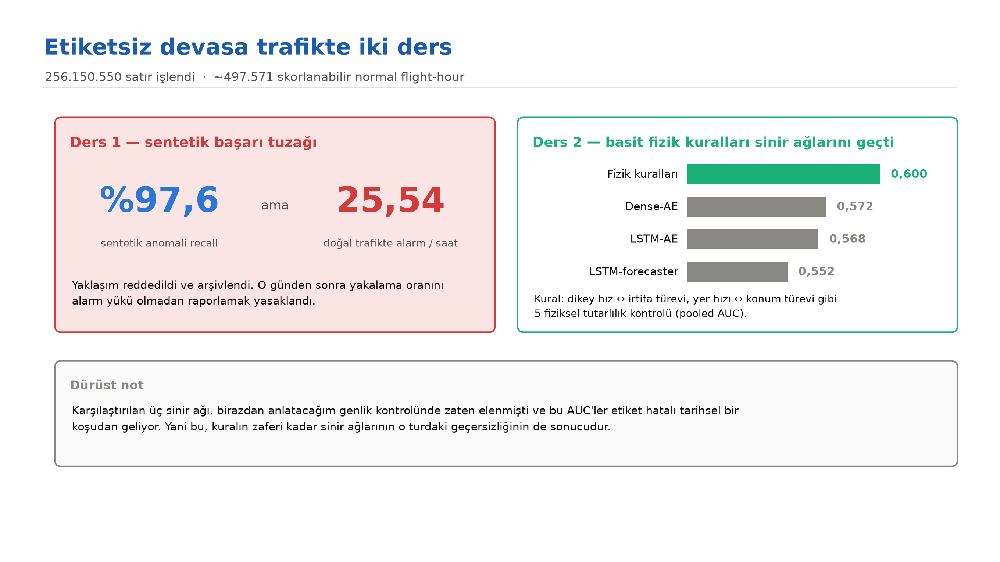 Etiketsiz devasa trafikte iki ders
256.150.550 satır işlendi · ~497.571 skorlanabilir normal flight-hour
Ders 1 — sentetik başarı tuzağı
%97,6 ama 25,54
sentetik anomali recall
doğal trafikte alarm / saat
Yaklaşım reddedildi ve arşivlendi. O günden sonra yakalama oranını
alarm yükü olmadan raporlamak yasaklandı.
Ders 2 — basit fizik kuralları sinir ağlarını geçti
Fizik kuralları 0,600
Dense-AE 0,572
LSTM-AE 0,568
LSTM-forecaster 0,552
Kural: dikey hız ↔ irtifa türevi, yer hızı ↔ konum türevi gibi
5 fiziksel tutarlılık kontrolü (pooled AUC).
Dürüst not
Karşılaştırılan üç sinir ağı, birazdan anlatacağım genlik kontrolünde zaten elenmişti ve bu AUC'ler etiket hatalı tarihsel bir
koşudan geliyor. Yani bu, kuralın zaferi kadar sinir ağlarının o turdaki geçersizliğinin de sonucudur.